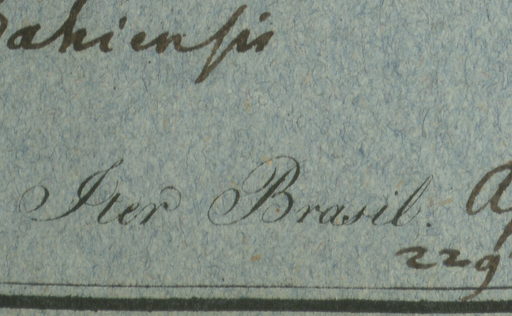 Bahiensis
Iter Brasil.
229